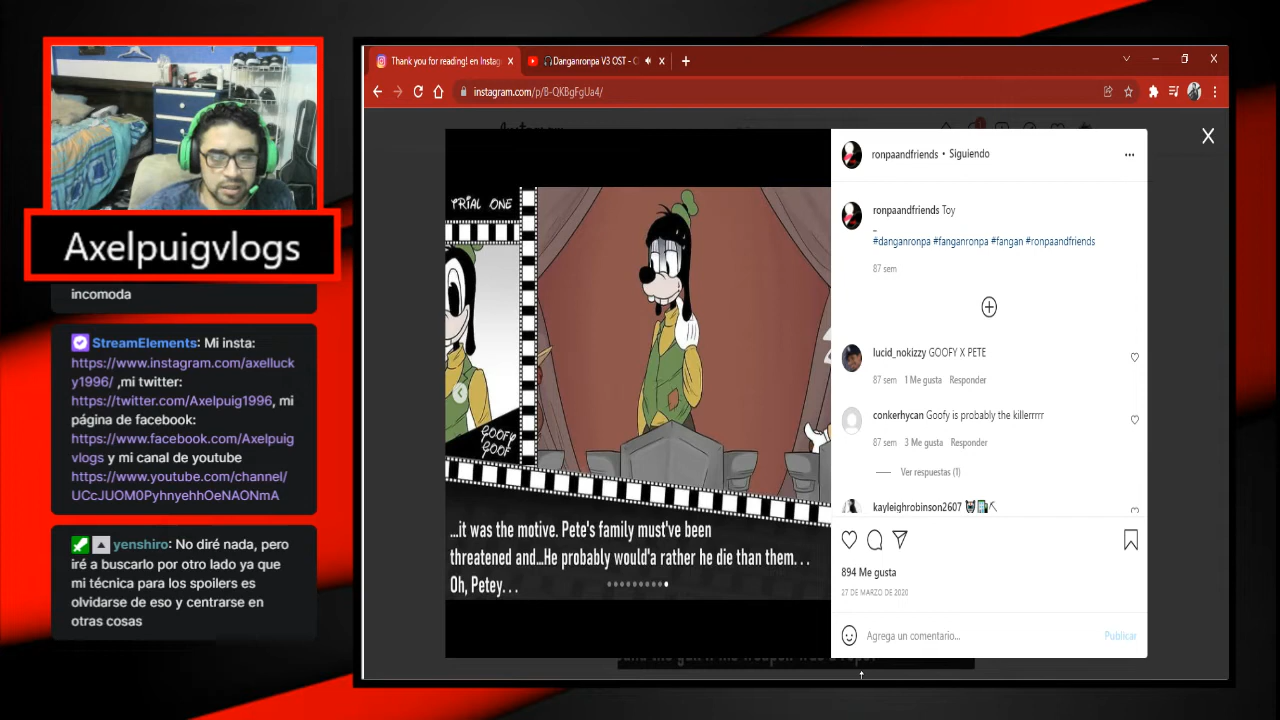 Axelpuigvlogs
incomoda
StreamElements: Mi insta:
https://www.instagram.com/axelluck
y1996/ ,mi twitter:
https://twitter.com/Axelpuig1996, mi
página de facebook:
https://www.facebook.com/Axelpuig
vlogs y mi canal de youtube
https://www.youtube.com/channel/
UCcJUOM0PyhnyehhOeNAONmA
yenshiro: No diré nada, pero
iré a buscarlo por otro lado ya que
mi técnica para los spoilers es
olvidarse de eso y centrarse en
otras cosas
Thank you for reading! en Instag
Danganronpa V3 OST - C
instagram.com/p/B-QKBgFgUa4/
TRIAL ONE
GOOFY
GOOF
...it was the motive. Pete's family must've been
threatened and...He probably would'a rather he die than them...
Oh, Petey...
ronpaandfriends • Siguiendo
ronpaandfriends Toy
_
#danganronpa #fanganronpa #fangan #ronpaandfriends
87 sem
lucid_nokizzy GOOFY X PETE
87 sem 1 Me gusta Responder
conkerhycan Goofy is probably the killerrrrr
87 sem 3 Me gusta Responder
Ver respuestas (1)
kayleighrobinson2607
894 Me gusta
27 DE MARZO DE 2020
Agrega un comentario...
Publicar